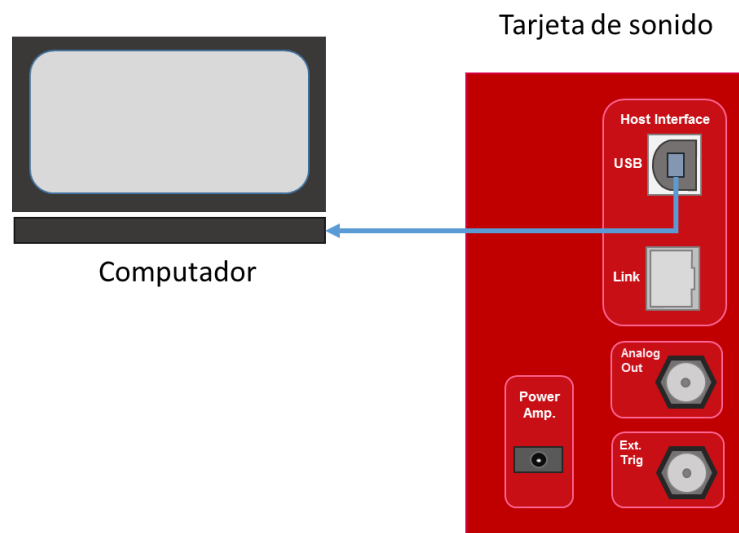 Tarjeta de sonido
Host Interface
USB
Link
Computador
Analog
Out
Power
Amp.
Ext.
Trig